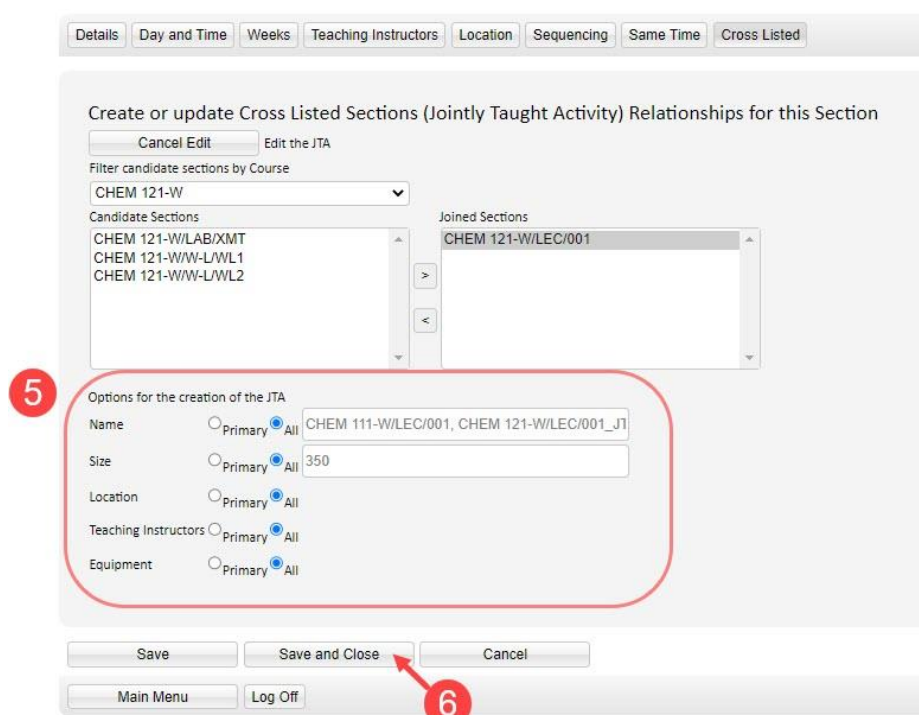 Details Day and Time Weeks Teaching Instructors Location Sequencing Same Time Cross Listed
Create or update Cross Listed Sections (Jointly Taught Activity) Relationships for this Section
Cancel Edit Edit the JTA
Filter candidate sections by Course
CHEM 121-W
Candidate Sections Joined Sections
CHEM 121-W/LAB/XMT CHEM 121-W/LEC/001
CHEM 121-W/W-L/WL1
CHEM 121-W/W-L/WL2
>
<
5
Options for the creation of the JTA
Name Primary All CHEM 111-W/LEC/001, CHEM 121-W/LEC/001_JT
Size Primary All 350
Location Primary All
Teaching Instructors Primary All
Equipment Primary All
Save Save and Close Cancel
Main Menu Log Off 6